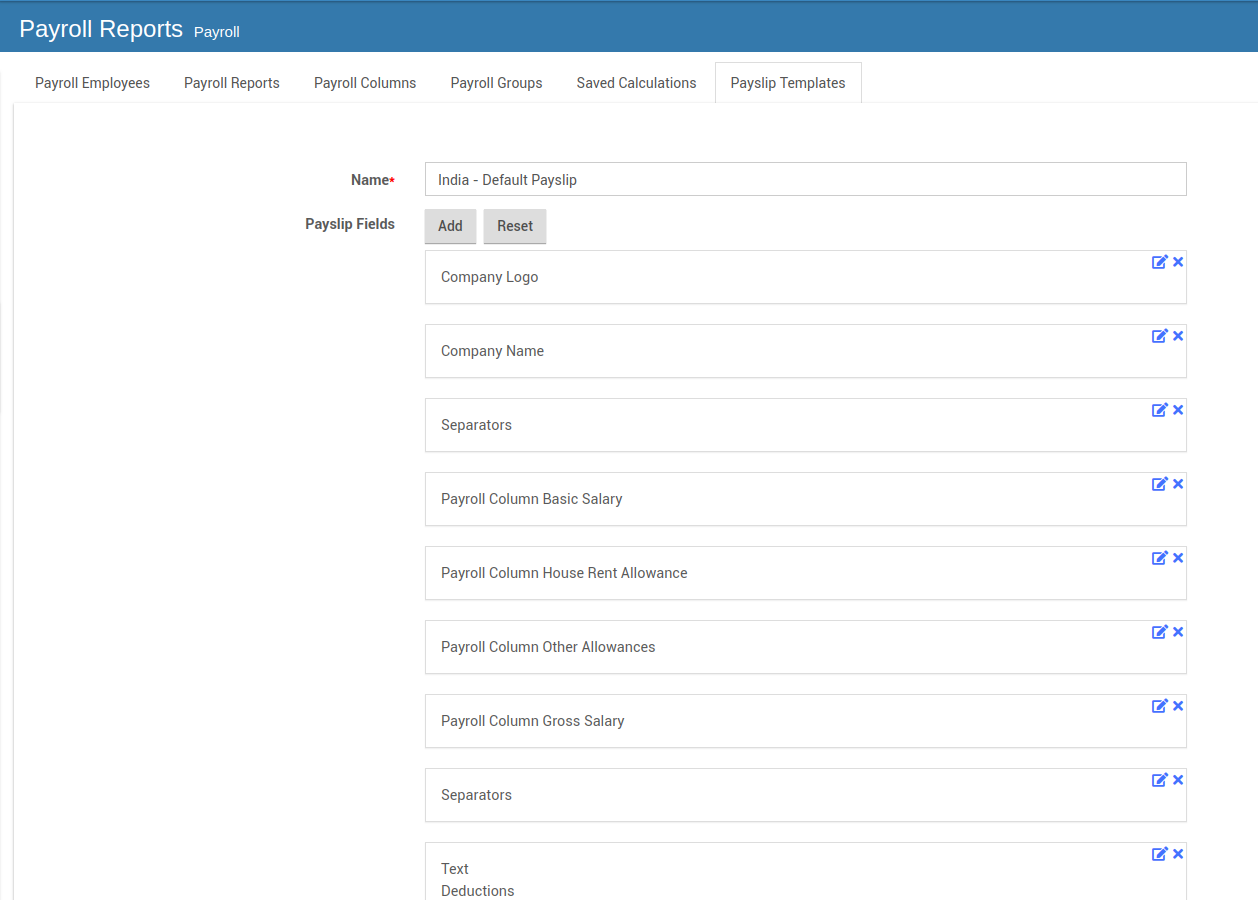 Payroll Reports Payroll
Payroll Employees Payroll Reports Payroll Columns Payroll Groups Saved Calculations Payslip Templates
Name* India - Default Payslip
Payslip Fields Add Reset
Company Logo
Company Name
Separators
Payroll Column Basic Salary
Payroll Column House Rent Allowance
Payroll Column Other Allowances
Payroll Column Gross Salary
Separators
Text
Deductions